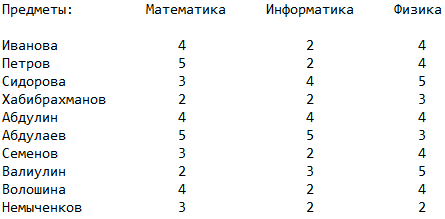 Предметы: Математика Информатика Физика
Иванова 4 2 4
Петров 5 2 4
Сидорова 3 4 5
Хабибрахманов 2 2 3
Абдулин 4 4 4
Абдулаев 5 5 3
Семенов 3 2 4
Валиулин 2 3 5
Волошина 4 2 4
Немыченков 3 2 2